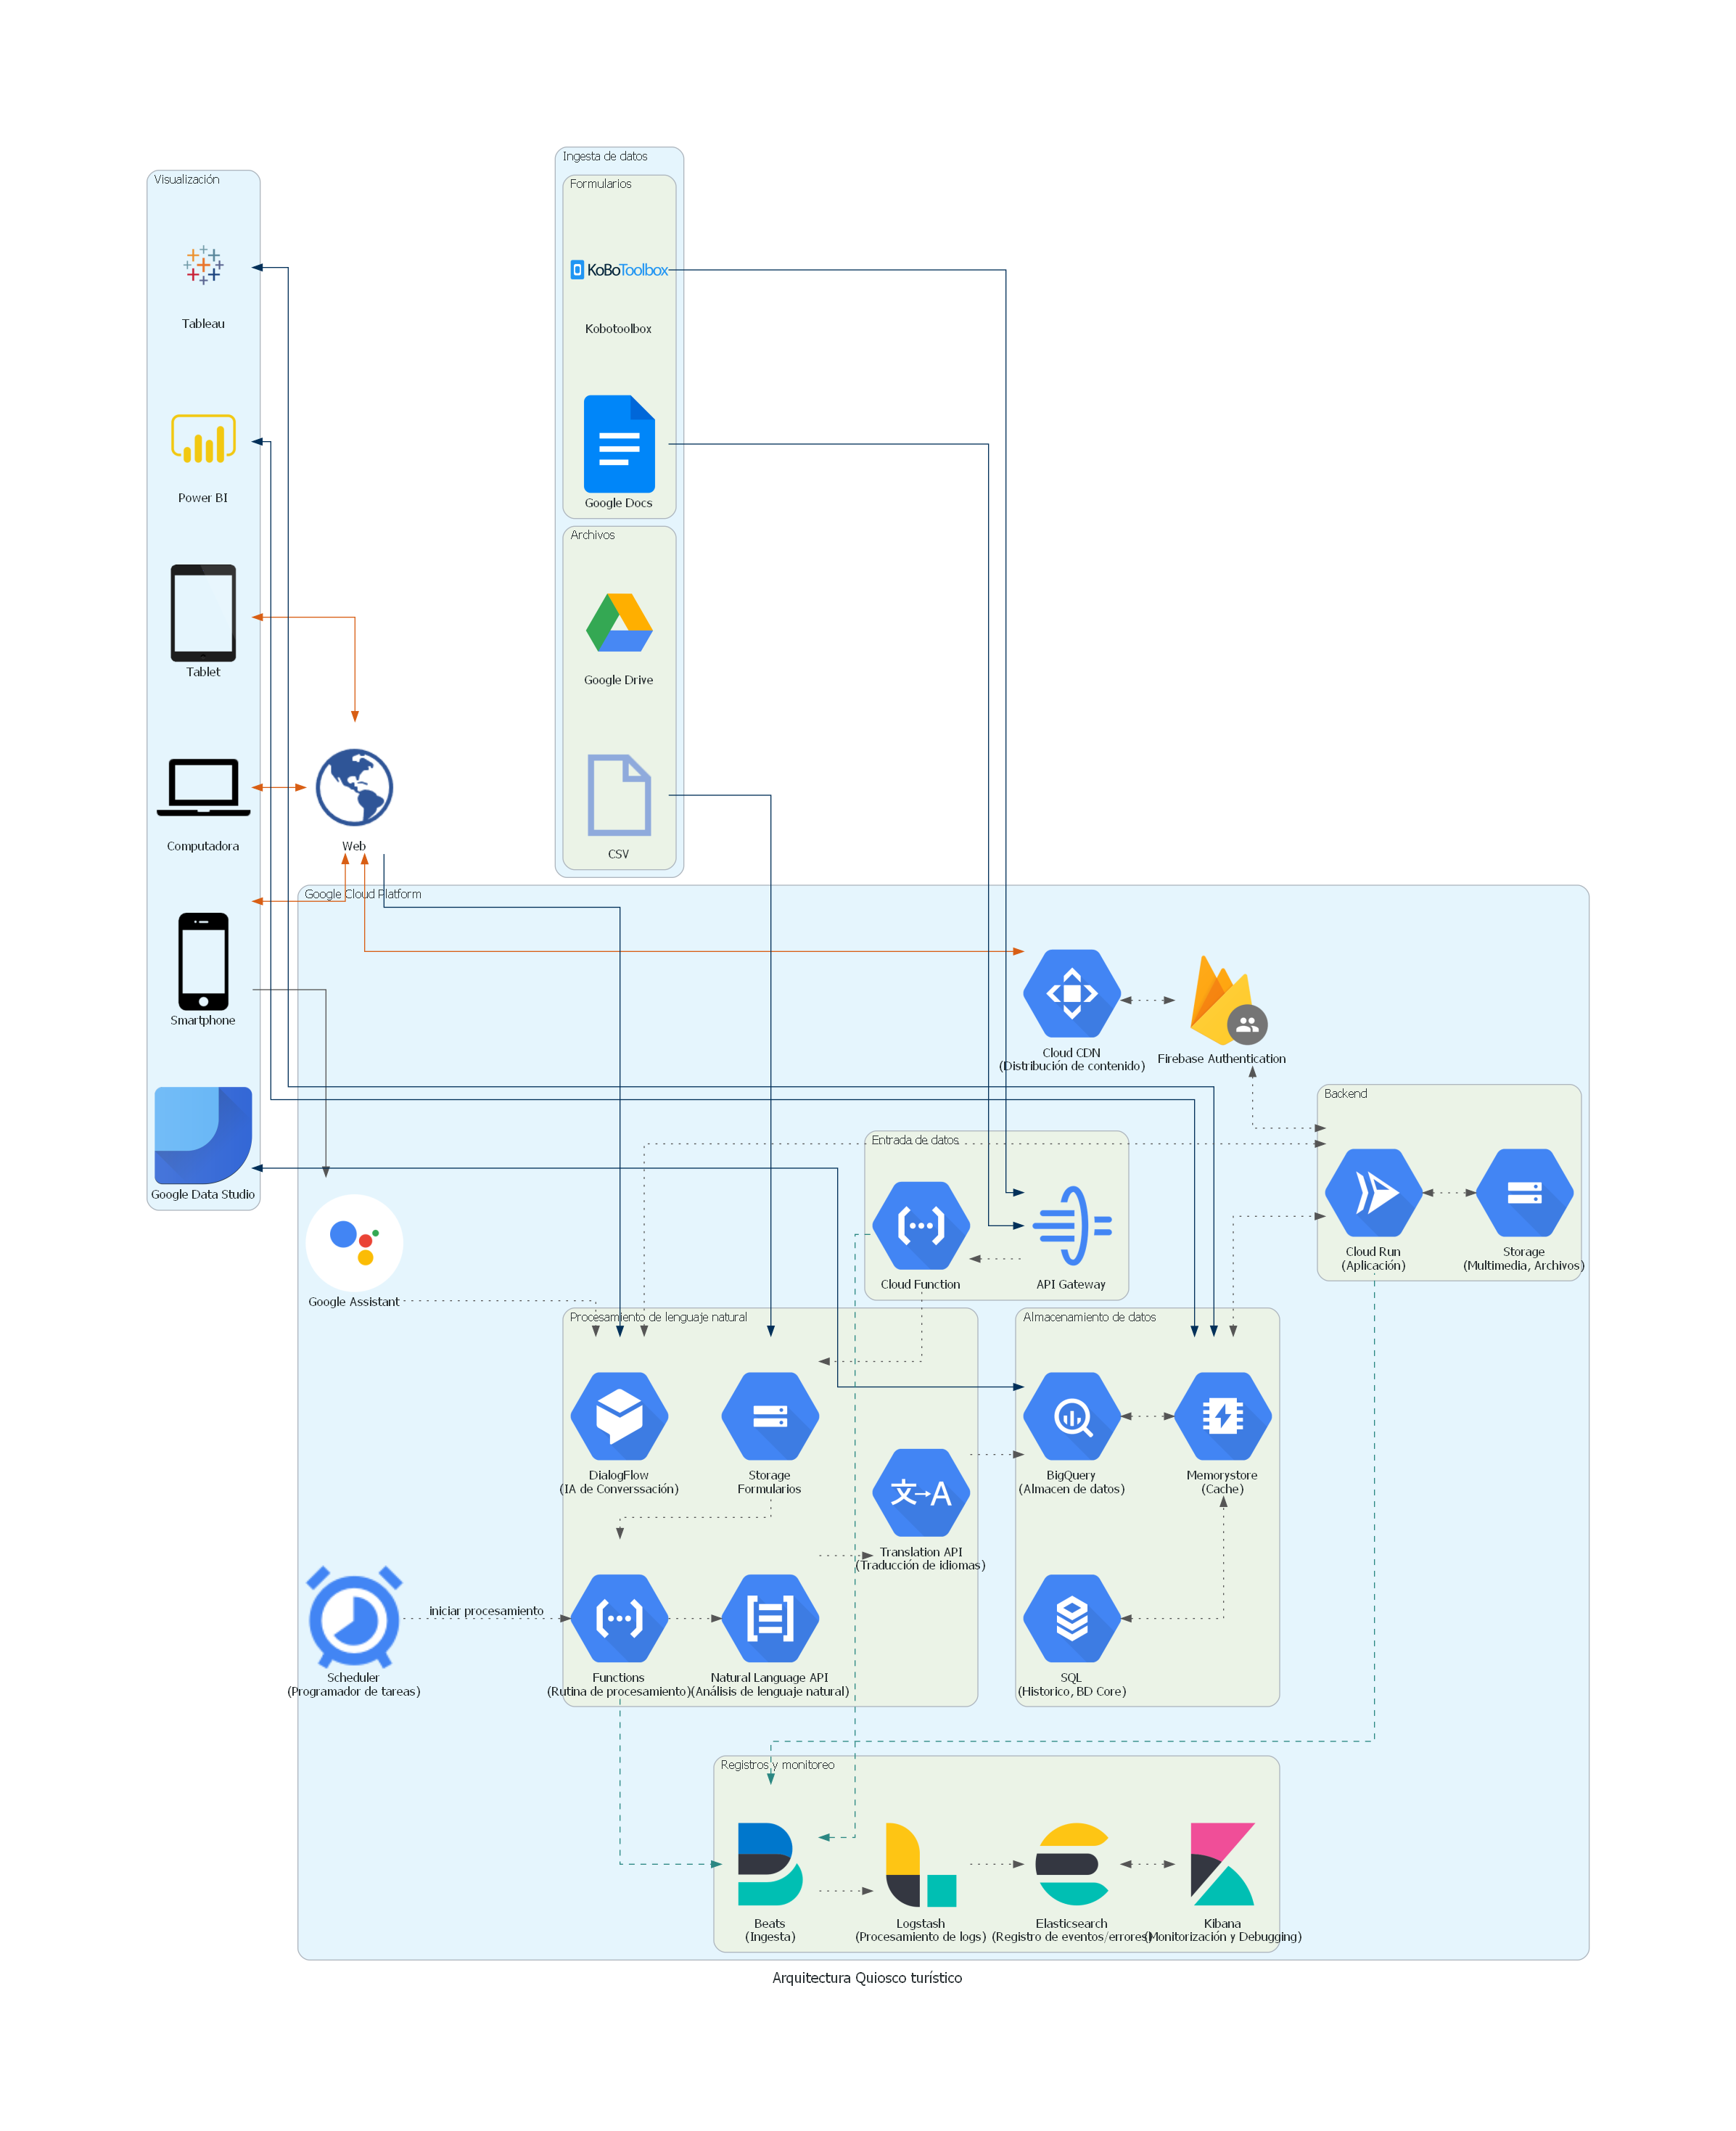 Visualización
Tableau
Power BI
Tablet
Computadora
Smartphone
Google Data Studio
Web
Ingesta de datos
Formularios
KoBoToolbox
Kobotoolbox
Google Docs
Archivos
Google Drive
CSV
Google Cloud Platform
Cloud CDN
(Distribución de contenido)
Firebase Authentication
Backend
Cloud Run
(Aplicación)
Storage
(Multimedia, Archivos)
Entrada de datos
Cloud Function
API Gateway
Google Assistant
Procesamiento de lenguaje natural
DialogFlow
(IA de Converssación)
Storage
Formularios
文→A
Translation API
(Traducción de idiomas)
Almacenamiento de datos
BigQuery
(Almacen de datos)
Memorystore
(Cache)
iniciar procesamiento
Scheduler
(Programador de tareas)
Functions
(Rutina de procesamiento)
Natural Language API
(Análisis de lenguaje natural)
SQL
(Historico, BD Core)
Registros y monitoreo
Beats
(Ingesta)
Logstash
(Procesamiento de logs)
Elasticsearch
(Registro de eventos/errores)
Kibana
(Monitorización y Debugging)
Arquitectura Quiosco turístico